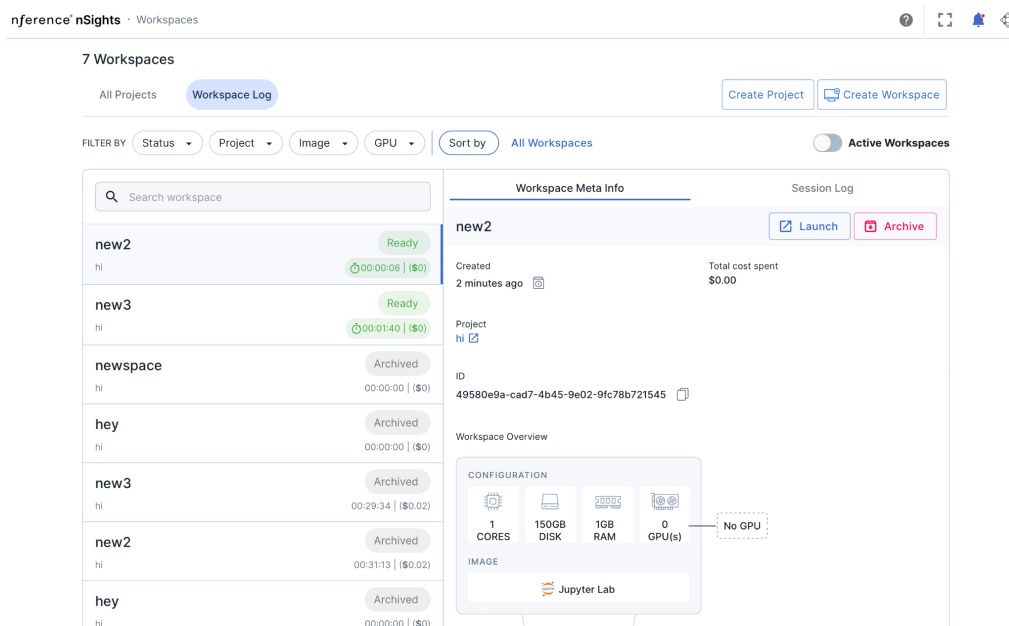 nference® nSights · Workspaces
7 Workspaces
All Projects
Workspace Log
Create Project
Create Workspace
FILTER BY
Status
Project
Image
GPU
Sort by
All Workspaces
Active Workspaces
Search workspace
new2
Ready
hi
00:00:06 | ($0)
new3
Ready
hi
00:01:40 | ($0)
newspace
Archived
hi
00:00:00 | ($0)
hey
Archived
hi
00:00:00 | ($0)
new3
Archived
hi
00:29:34 | ($0.02)
new2
Archived
hi
00:31:13 | ($0.02)
hey
Archived
hi
00:00:00 | ($0)
Workspace Meta Info
Session Log
new2
Launch
Archive
Created
2 minutes ago
Total cost spent
$0.00
Project
hi
ID
49580e9a-cad7-4b45-9e02-9fc78b721545
Workspace Overview
CONFIGURATION
1
CORES
150GB
DISK
1GB
RAM
0
GPU(s)
No GPU
IMAGE
Jupyter Lab